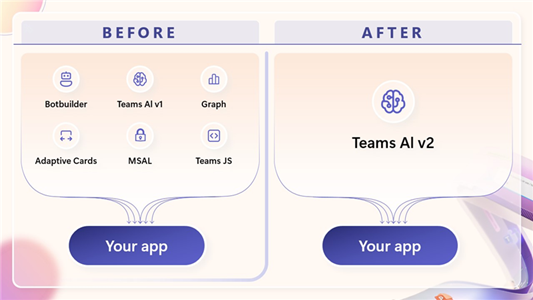 BEFORE
AFTER
Botbuilder
Teams AI v1
Graph
Adaptive Cards
MSAL
Teams JS
Teams AI v2
Your app
Your app